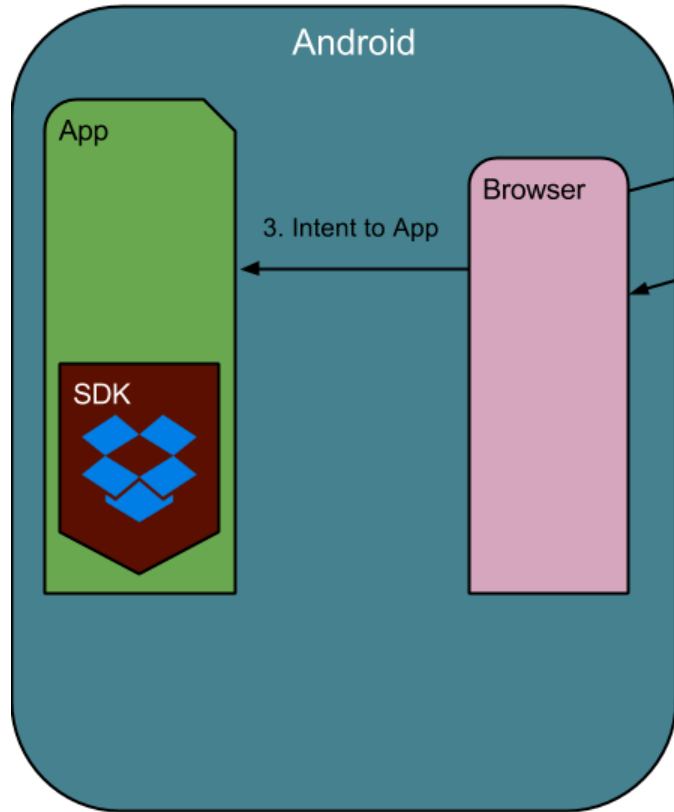 Android
App
Browser
3. Intent to App
SDK